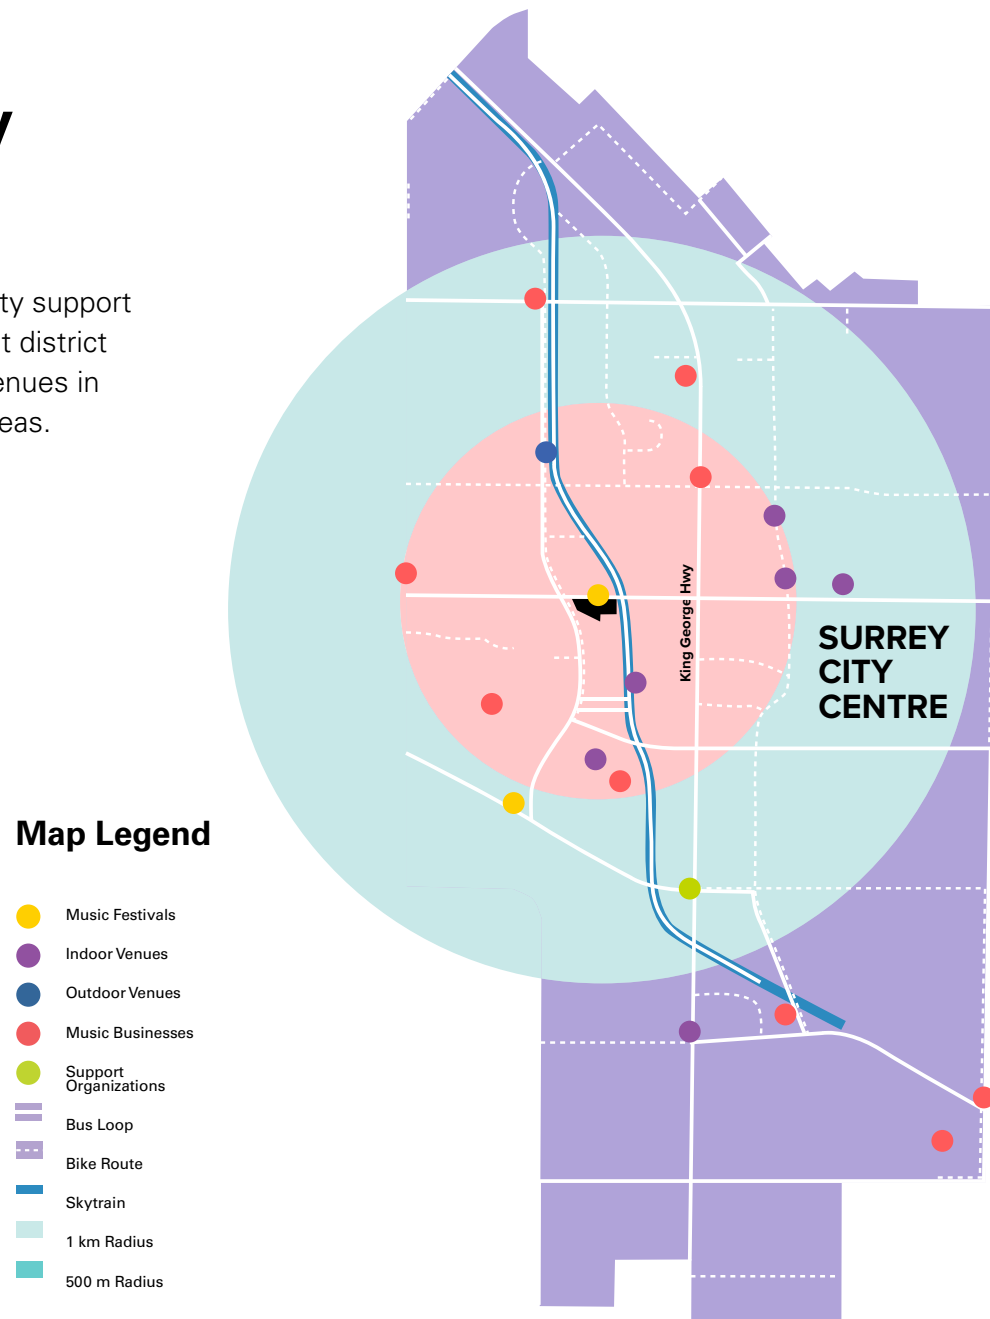 y
ty support
t district
enues in
eas.
King George Hwy
SURREY
CITY
CENTRE
Map Legend
Music Festivals
Indoor Venues
Outdoor Venues
Music Businesses
Support
Organizations
Bus Loop
Bike Route
Skytrain
1 km Radius
500 m Radius